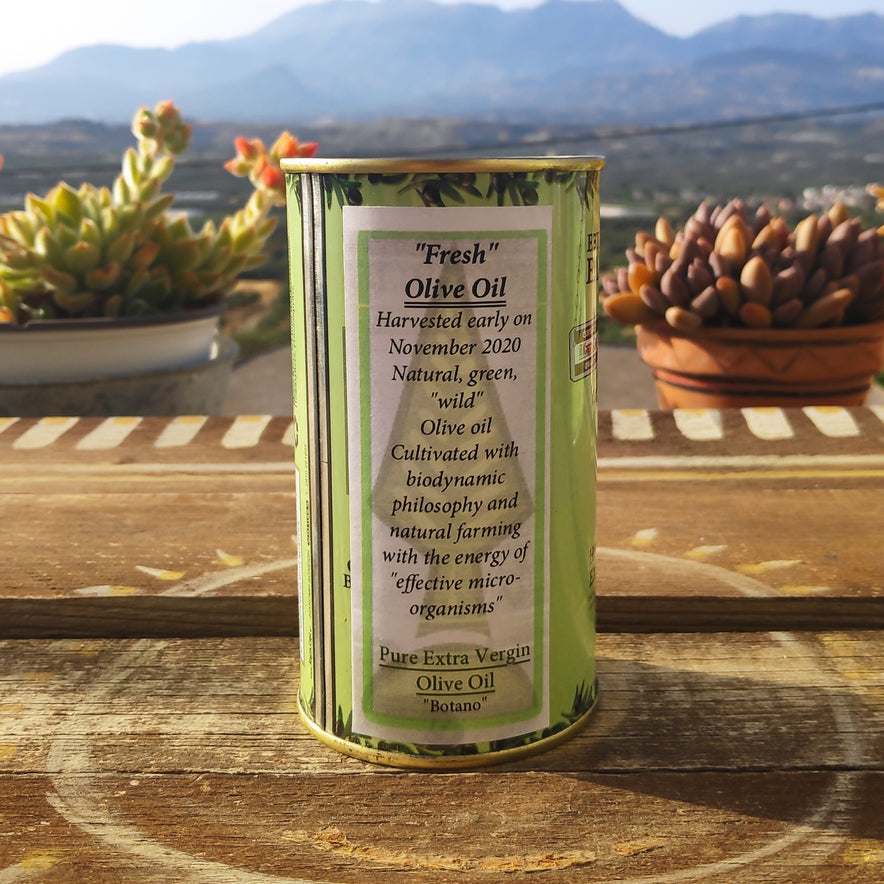 "Fresh"
Olive Oil
Harvested early on
November 2020
Natural, green,
"wild"
Olive oil
Cultivated with
biodynamic
philosophy and
natural farming
with the energy of
"effective micro-
organisms"
Pure Extra Vergin
Olive Oil
"Botano"